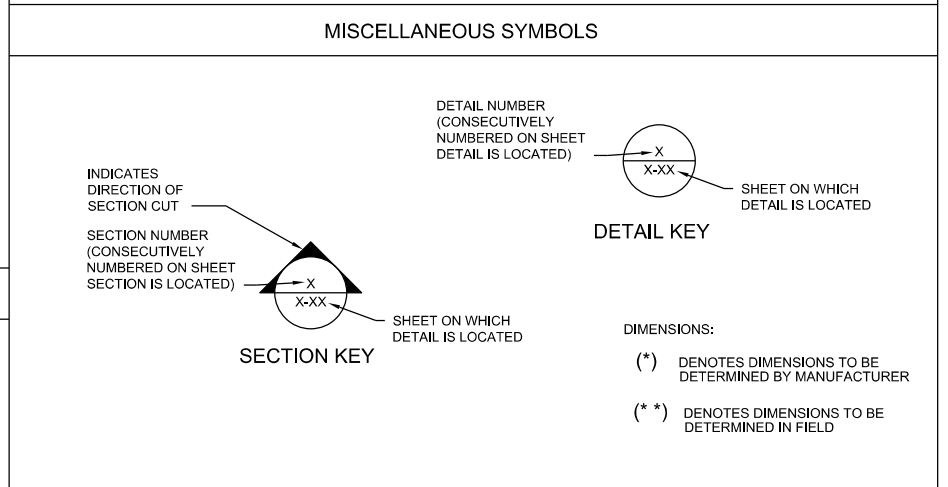 MISCELLANEOUS SYMBOLS
DETAIL NUMBER
(CONSECUTIVELY
NUMBERED ON SHEET
DETAIL IS LOCATED)
X
X-XX
SHEET ON WHICH
DETAIL IS LOCATED
DETAIL KEY
INDICATES
DIRECTION OF
SECTION CUT
SECTION NUMBER
(CONSECUTIVELY
NUMBERED ON SHEET
SECTION IS LOCATED)
X
X-XX
SHEET ON WHICH
DETAIL IS LOCATED
SECTION KEY
DIMENSIONS:
(*) DENOTES DIMENSIONS TO BE
DETERMINED BY MANUFACTURER
(* *) DENOTES DIMENSIONS TO BE
DETERMINED IN FIELD